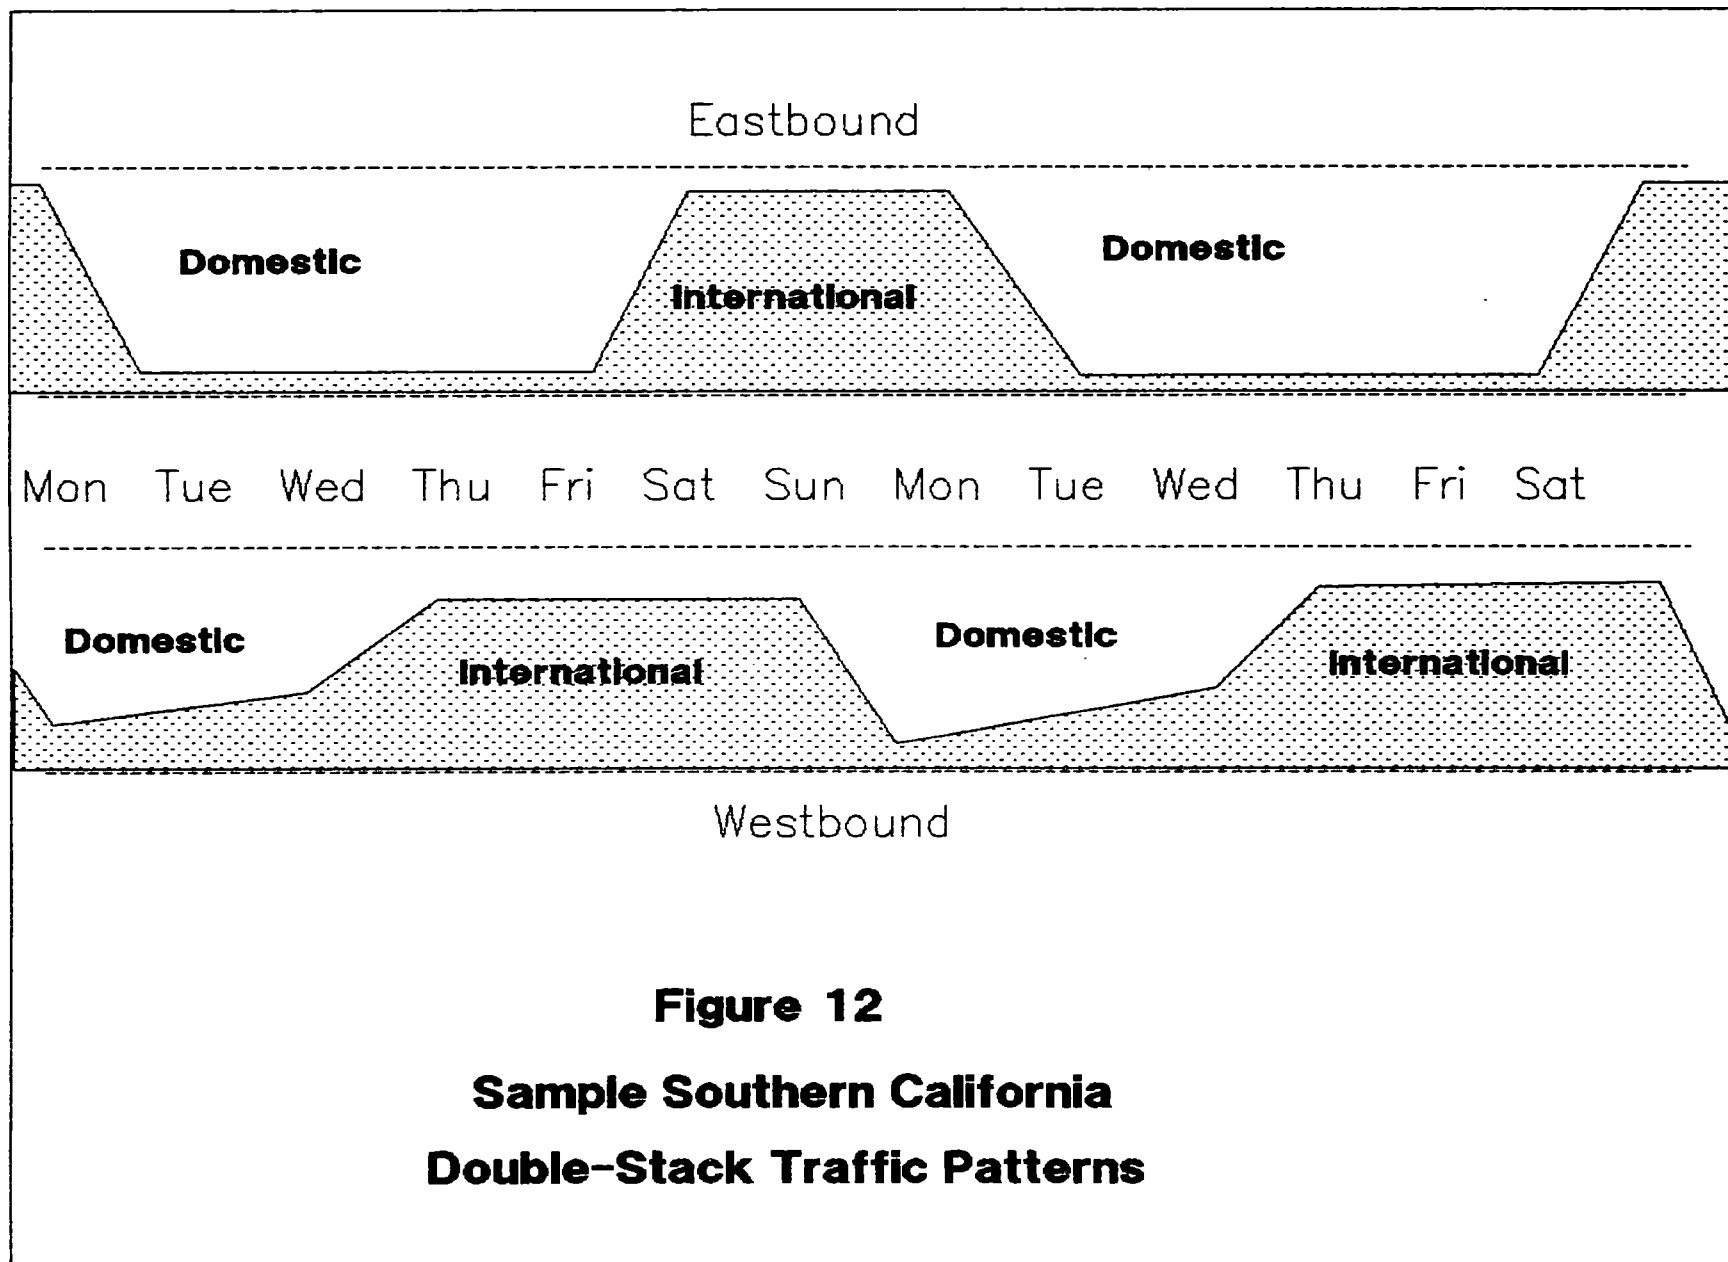 Eastbound
Domestic
Domestic
International
Mon Tue Wed Thu Fri Sat Sun Mon Tue Wed Thu Fri Sat
Domestic
Domestic
International
International
Westbound
Figure 12
Sample Southern California
Double-Stack Traffic Patterns